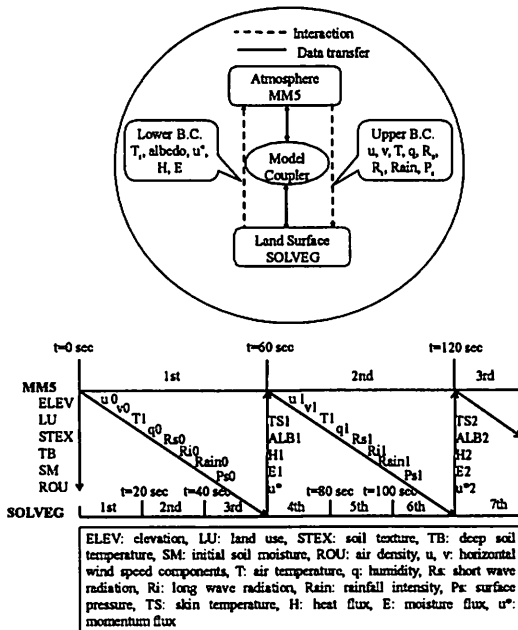 Interaction
Data transfer
Atmosphere
MM5
Lower B.C.
Ts, albedo, u*,
H, E
Model
Coupler
Upper B.C.
u, v, T, q, Rs,
Rain, P
Land Surface
SOLVEG
t=0 sec
t=60 sec
t=120 sec
1st
2nd
3rd
MM5
ELEV
LU
STEX
TB
SM
ROU
u0
v0
T1
q0
Rs0
Ri0
Rain0
Ps0
TS1
ALB1
H1
E1
u*
u1
v1
T1
q1
Rs1
Ri1
Rain1
Ps1
TS2
ALB2
H2
E2
u*2
t=20 sec
t=40 sec
t=80 sec
t=100 sec
SOLVEG
1st
2nd
3rd
4th
5th
6th
7th
ELEV: elevation, LU: land use, STEX: soil texture, TB: deep soil
temperature, SM: initial soil moisture, ROU: air density, u, v: horizontal
wind speed components, T: air temperature, q: humidity, Rs: short wave
radiation, Ri: long wave radiation, Rain: rainfall intensity, Ps: surface
pressure, TS: skin temperature, H: heat flux, E: moisture flux, u*:
momentum flux